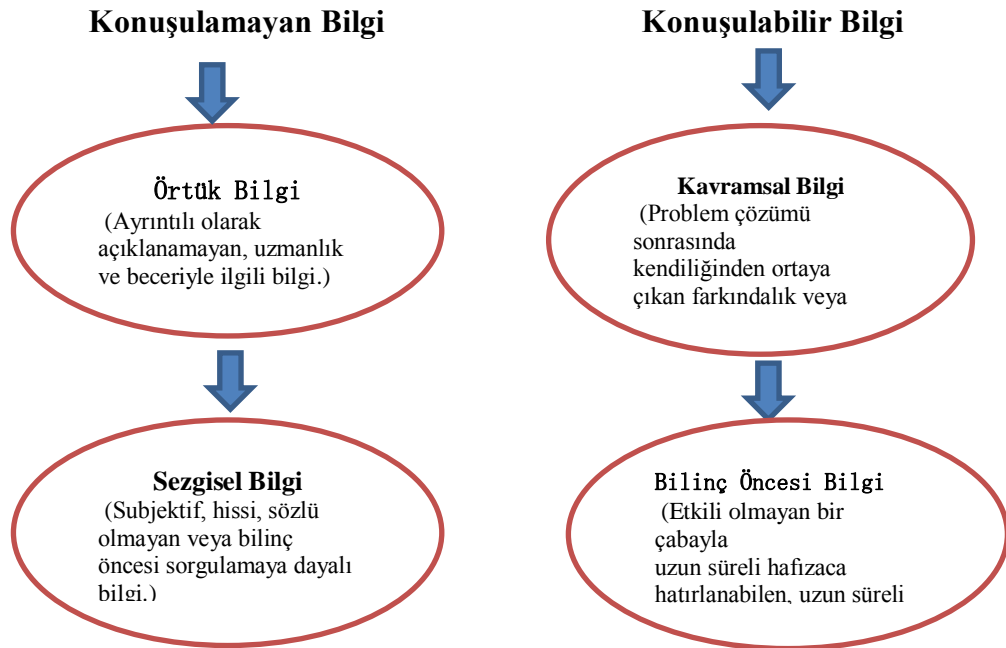 Konuşulamayan Bilgi
Örtük Bilgi
(Ayrıntılı olarak
açıklanamayan, uzmanlık
ve beceriyle ilgili bilgi.)
Sezgisel Bilgi
(Subjektif, hissi, sözlü
olmayan veya bilinç
öncesi sorgulamaya dayalı
bilgi.)
Konuşulabilir Bilgi
Kavramsal Bilgi
(Problem çözümü
sonrasında
kendiliğinden ortaya
çıkan farkındalık veya
Bilinç Öncesi Bilgi
(Etkili olmayan bir
çabayla
uzun süreli hafızaca
hatırlanabilen, uzun süreli